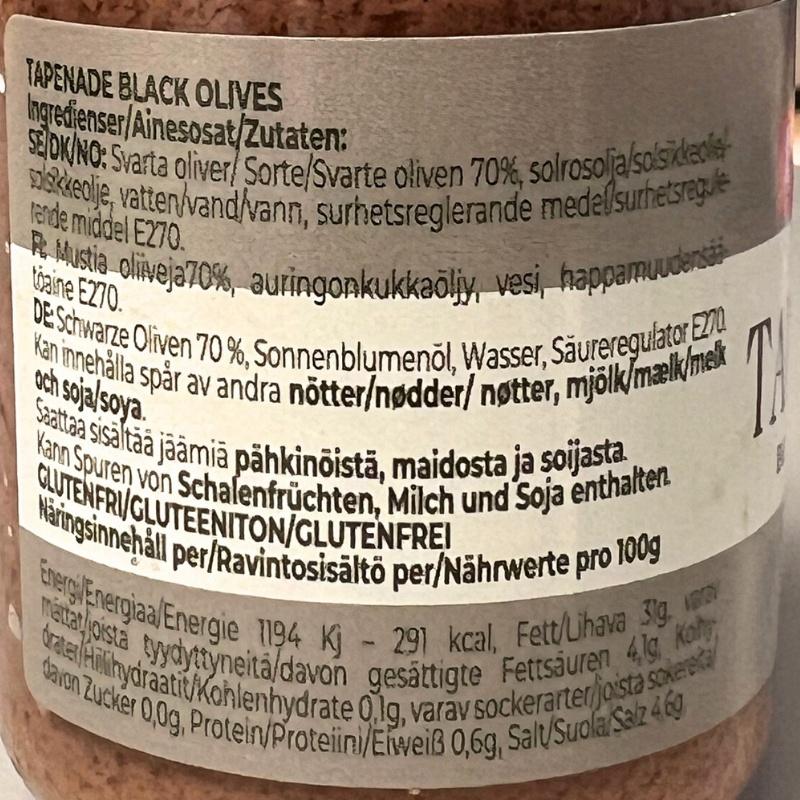 TAPENADE BLACK OLIVES
Ingredienser/Ainesosat/Zutaten:
SE/DK/NO: Svarta oliver/ Sorte/Svarte oliven 70%, solrosolja/solsikkeolie/
solsikkeolje, vatten/vand/vann, surhetsreglerande medel/surhetsregule-
rende middel E270.
FI: Mustia oliiveja70%, auringonkukkaöljy, vesi, happamuudensää-
töaine E270.
DE: Schwarze Oliven 70 %, Sonnenblumenöl, Wasser, Säureregulator E270.
Kan innehålla spår av andra nötter/nødder/ nøtter, mjölk/mælk/melk
och soja/soya.
Saattaa sisältää jäämiä pähkinöistä, maidosta ja soijasta.
Kann Spuren von Schalenfrüchten, Milch und Soja enthalten.
GLUTENFRI/GLUTEENITON/GLUTENFREI
Näringsinnehåll per/Ravintosisältö per/Nährwerte pro 100g
Energi/Energiaa/Energie 1194 Kj - 291 kcal, Fett/Lihava 31g, varav
mättat/joista tyydyttyneitä/davon gesättigte Fettsäuren 4,1g, Kolhy-
drater/Hiilihydraatit/Kohlenhydrate 0,1g, varav sockerarter/joista sokereita/
davon Zucker 0,0g, Protein/Proteiini/Eiweiß 0,6g, Salt/Suola/Salz 4,6g
TA